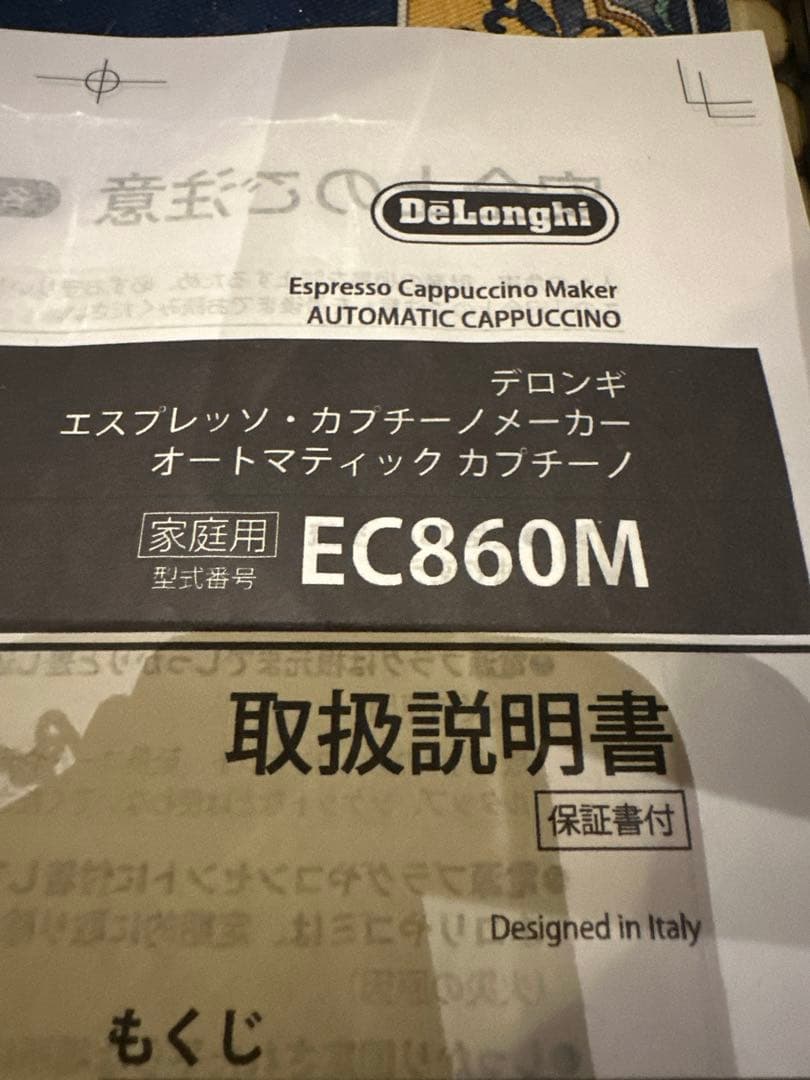 DeLonghi
Espresso Cappuccino Maker
AUTOMATIC CAPPUCCINO
デロンギ
エスプレッソ・カプチーノメーカー
オートマティック カプチーノ
家庭用
型式番号
EC860M
取扱説明書
保証書付
Designed in Italy
もくじ